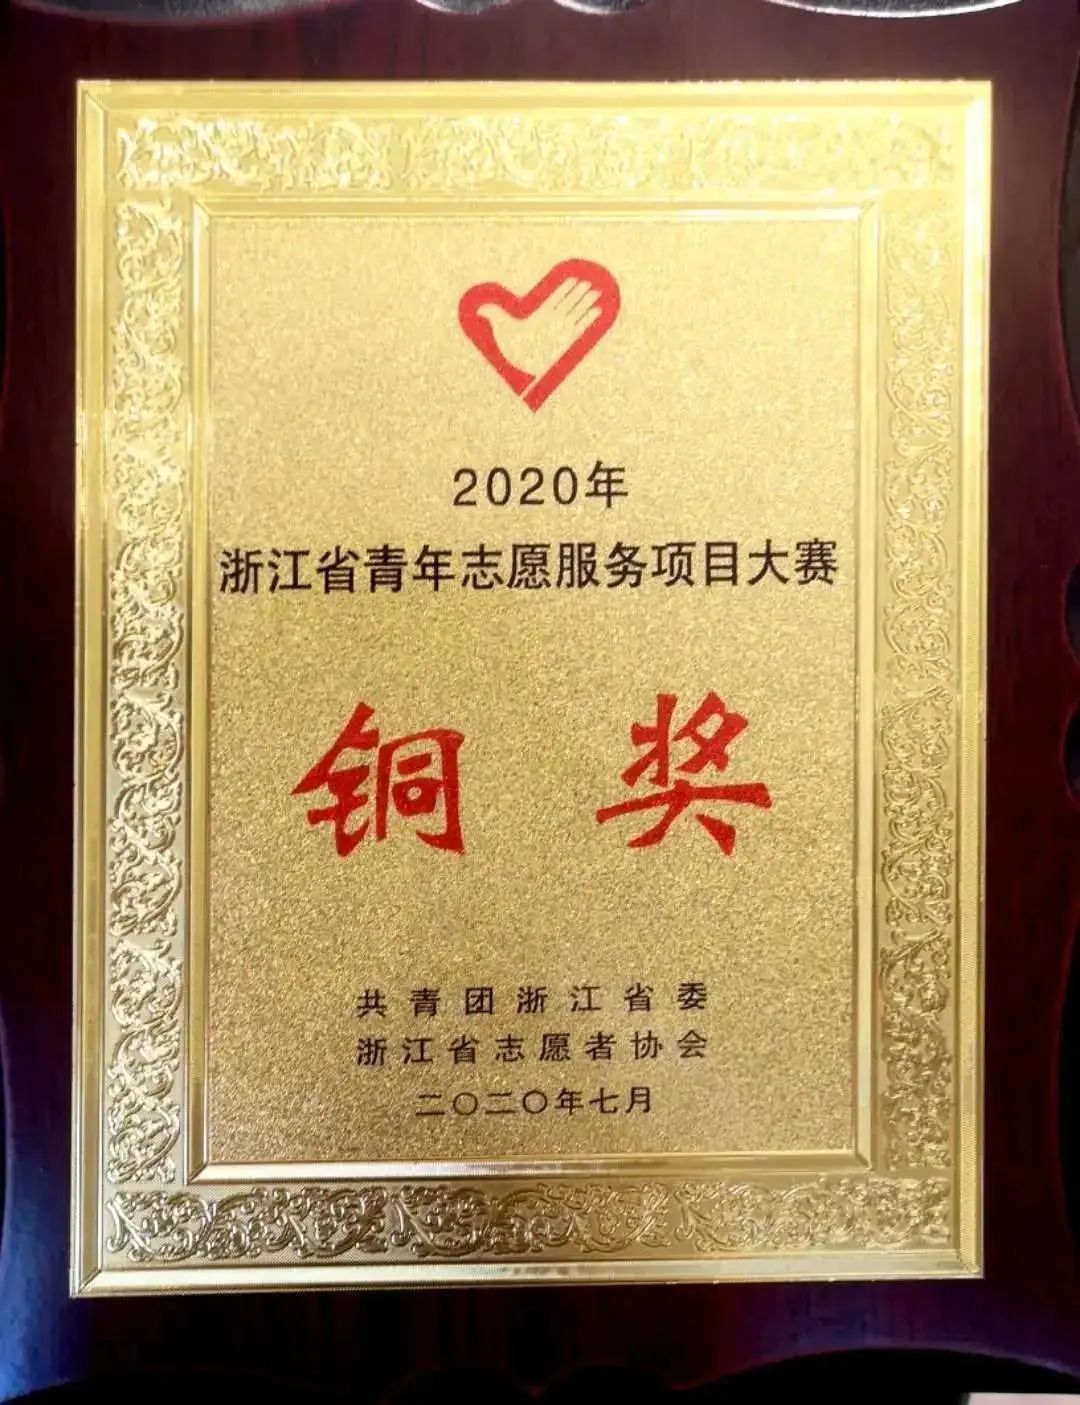 2020年
浙江省青年志愿服务项目大赛
铜奖
共青团浙江省委
浙江省志愿者协会
二〇二〇年七月